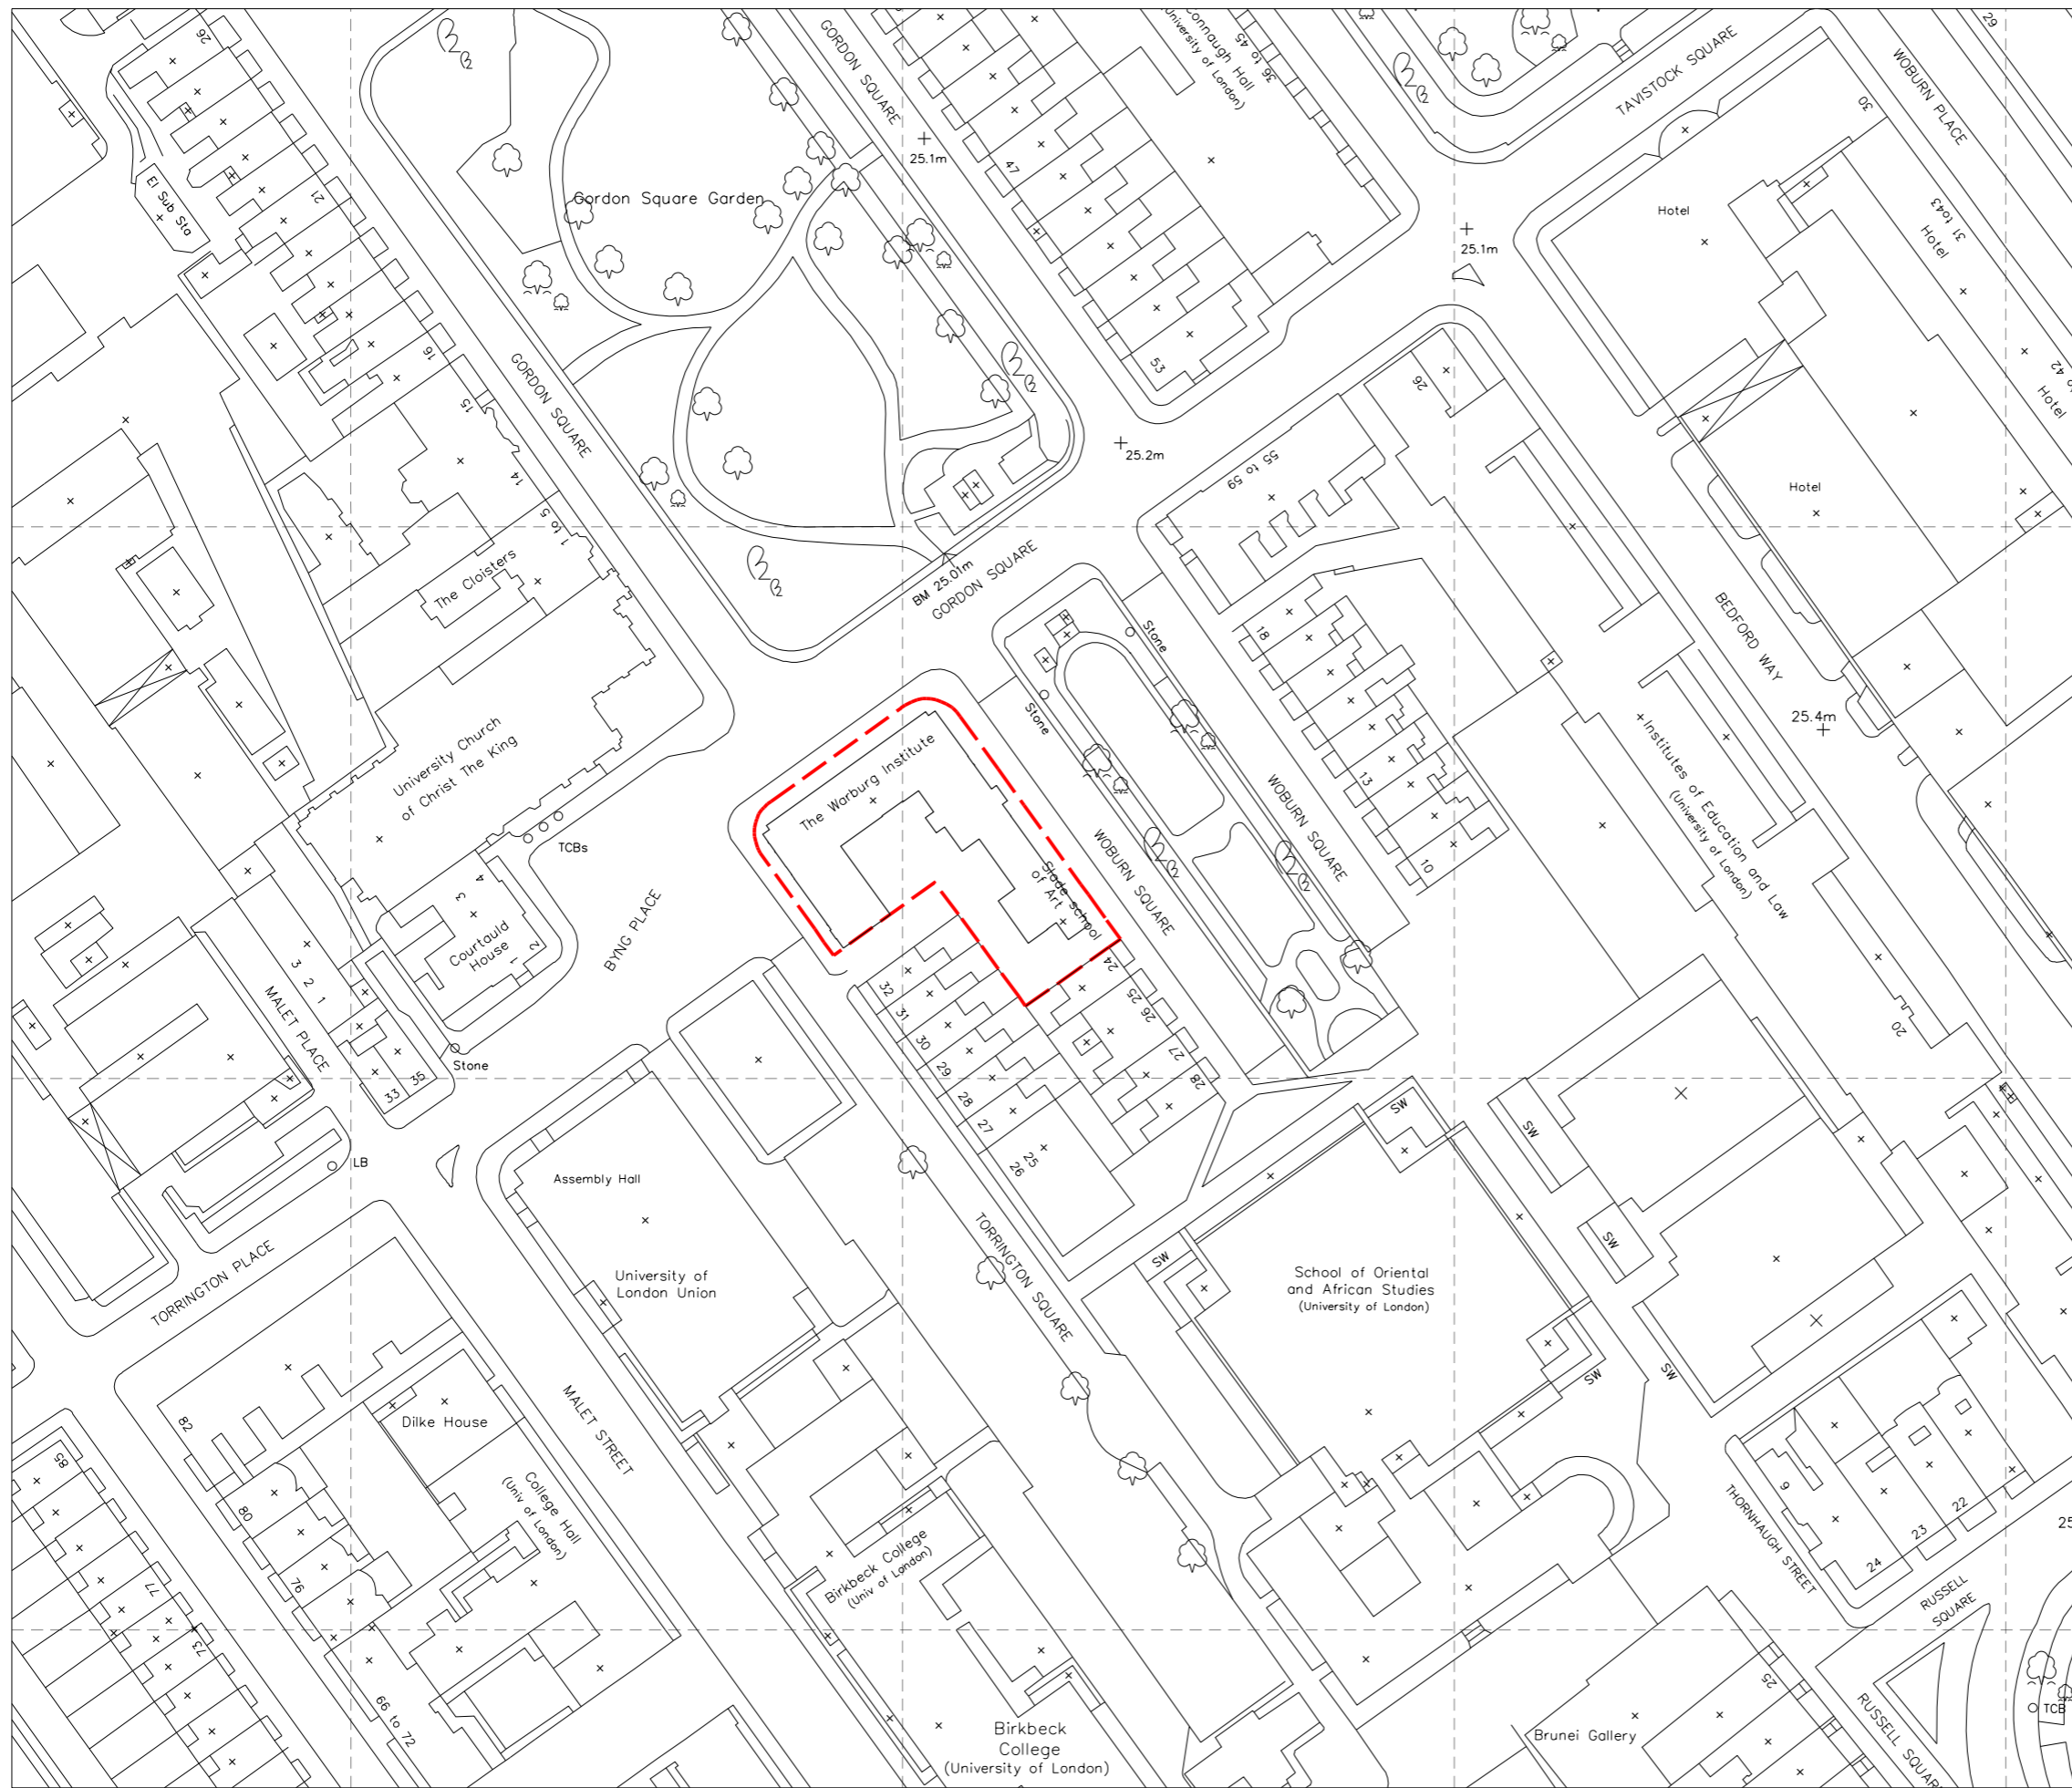 26
GORDON SQUARE
Connaugh Hall
(University of London)
36 to 45
TAVISTOCK SQUARE
WOBURN PLACE
29
30
25.1m
47
El Sub Sta
21
Gordon Square Garden
Hotel
31 to43
Hotel
25.1m
42
Hotel
16
15
GORDON SQUARE
53
26
25.2m
55 to 59
Hotel
14
1 to 5
The Cloisters
BM 25.01m
GORDON SQUARE
Stone
18
BEDFORD WAY
Stone
25.4m
University Church
of Christ The King
The Warburg Institute
WOBURN SQUARE
13
Institutes of Education and Law
(University of London)
TCBs
WOBURN SQUARE
10
Slade school
of Art
4
3
Courtauld
House
2
1
BYNG PLACE
3 2 1
MALET PLACE
24
25
26
27
28
32
31
30
29
28
27
25
26
20
Stone
33
35
SW
SW
LB
Assembly Hall
SW
SW
TORRINGTON PLACE
University of
London Union
TORRINGTON SQUARE
School of Oriental
and African Studies
(University of London)
SW
SW
82
Dilke House
MALET STREET
85
80
College Hall
(Univ of London)
THORNHAUGH STREET
9
22
23
24
25
Birkbeck College
(Univ of London)
76
77
73
RUSSELL
SQUARE
66 to 72
Birkbeck
College
(University of London)
Brunei Gallery
25
RUSSELL SQUAR
TCB